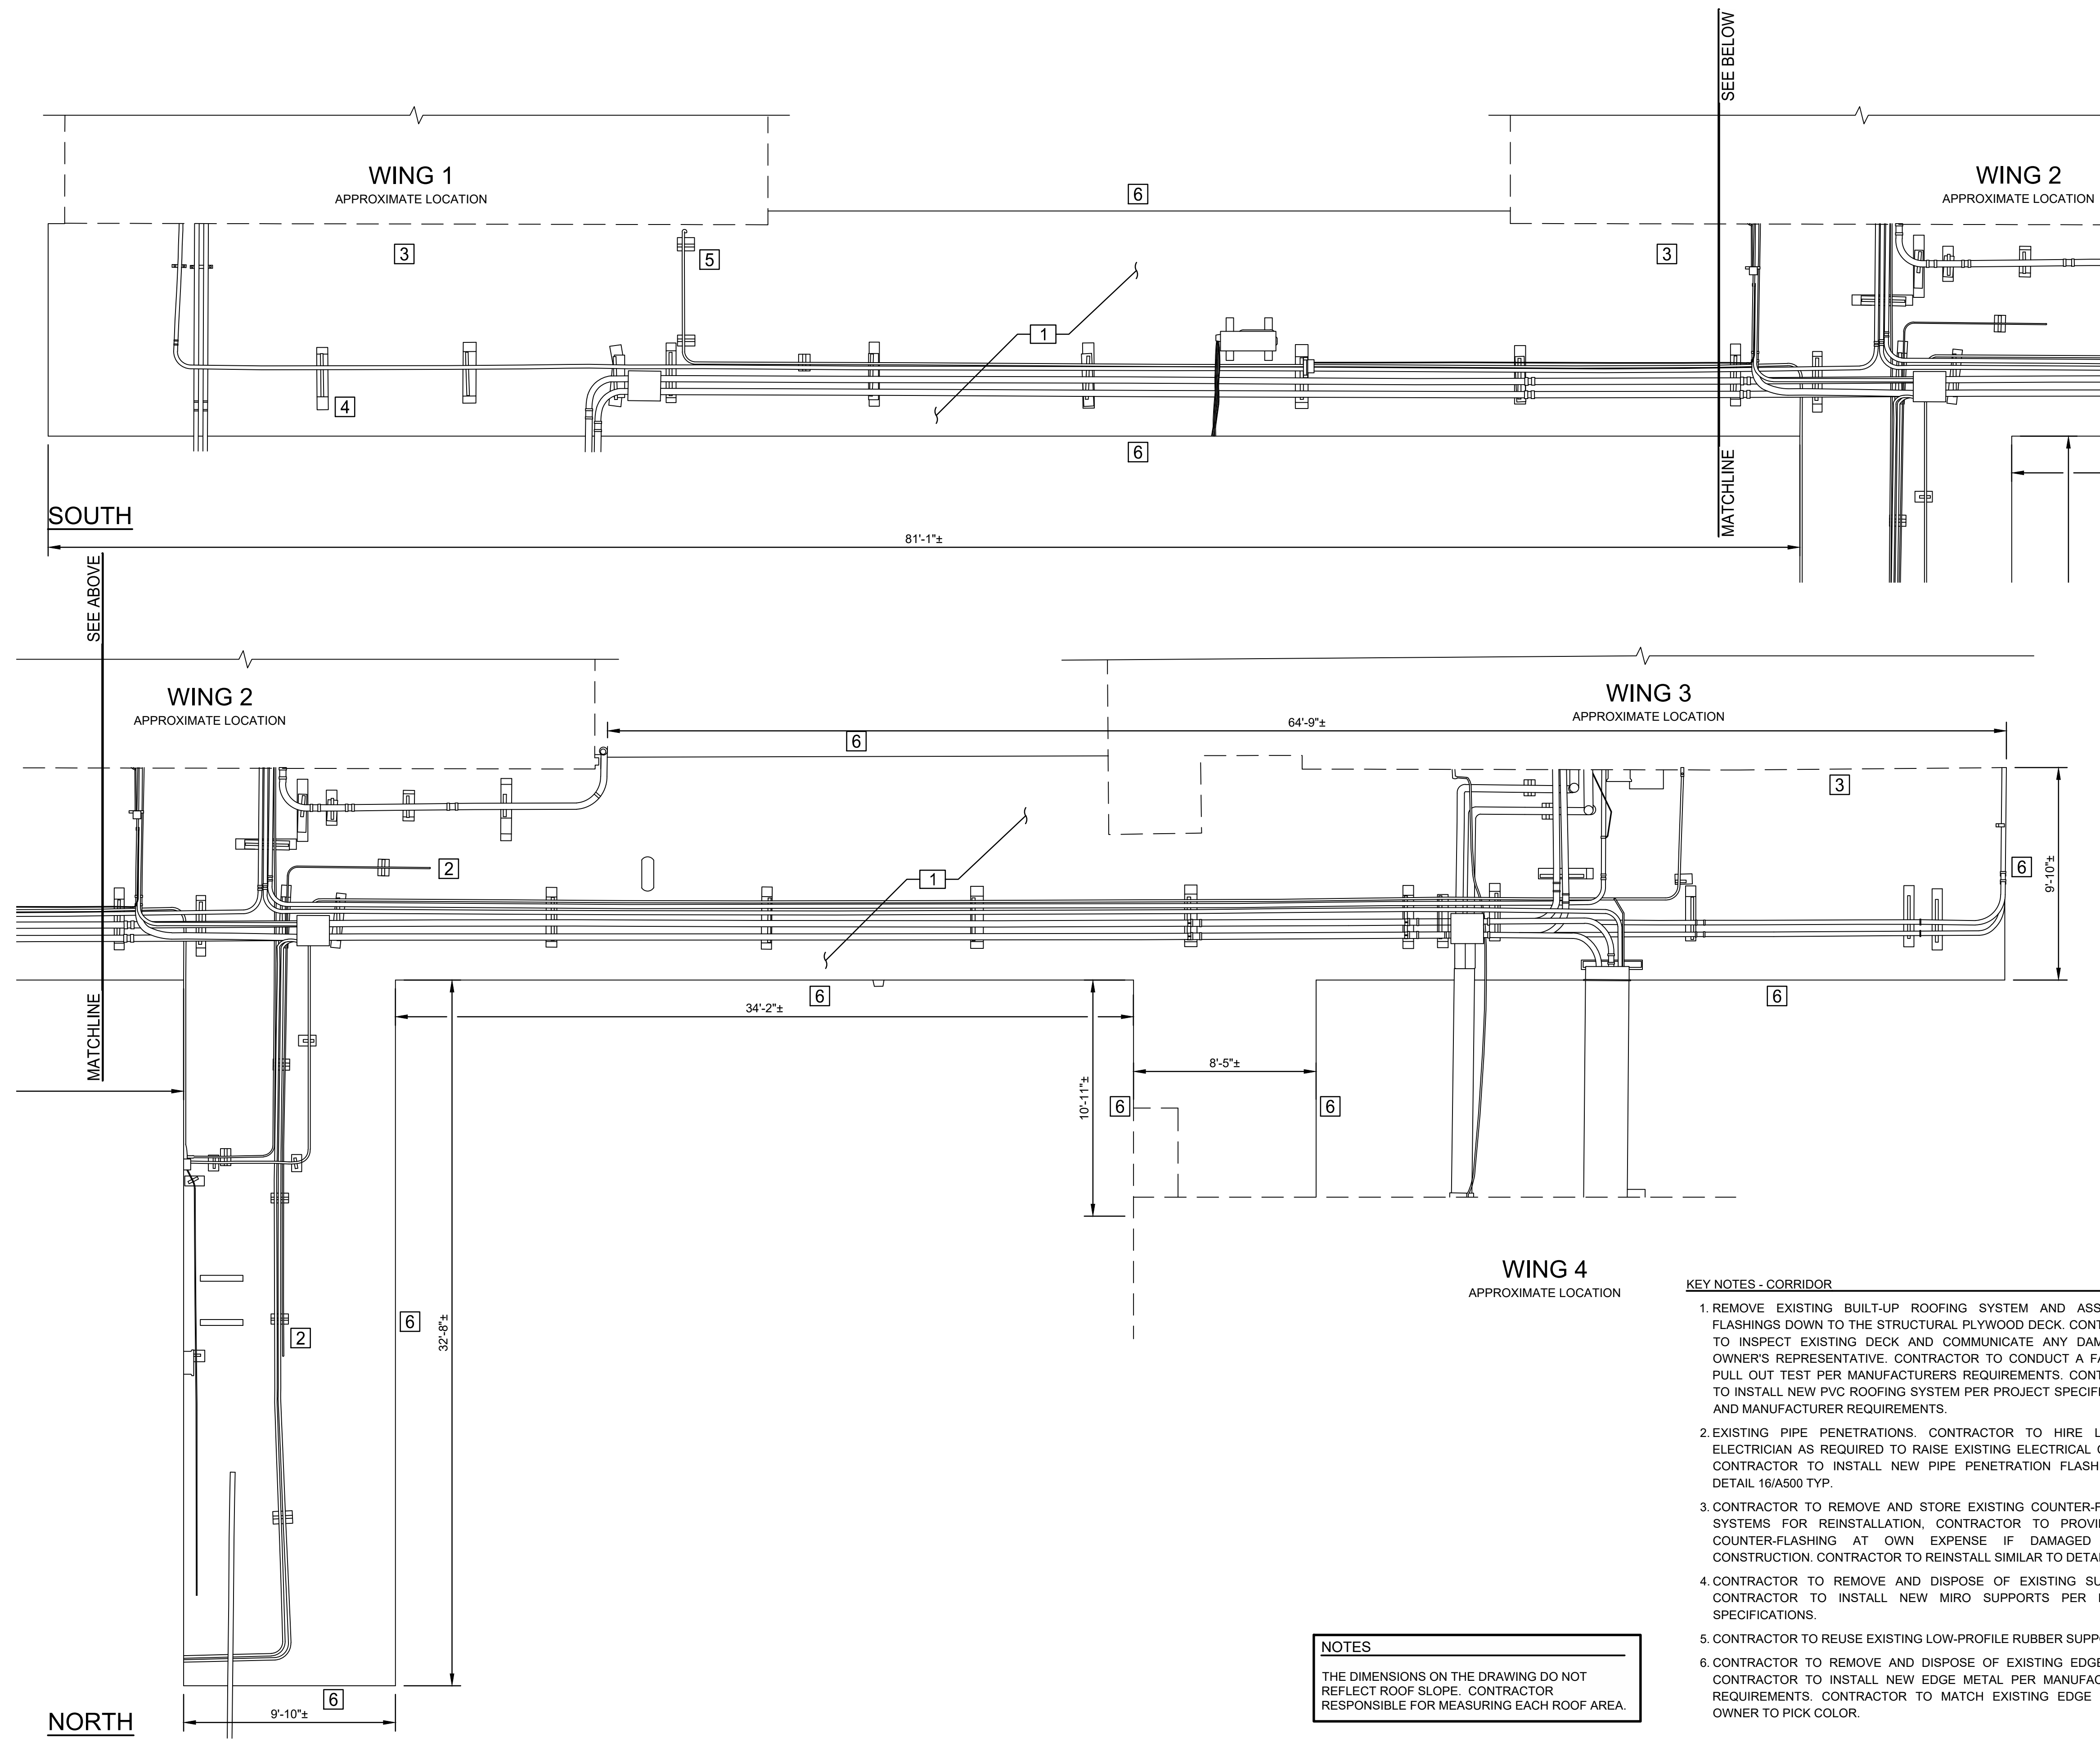 SEE BELOW
WING 1
APPROXIMATE LOCATION
WING 2
APPROXIMATE LOCATION
6
3
5
3
1
4
6
MATCHLINE
SOUTH
81'-1"±
SEE ABOVE
WING 2
APPROXIMATE LOCATION
WING 3
APPROXIMATE LOCATION
64'-9"±
6
3
2
1
6
9'-10"±
MATCHLINE
6
34'-2"±
6
8'-5"±
10'-11"±
6
6
WING 4
APPROXIMATE LOCATION
6
32'-8"±
2
6
9'-10"±
NORTH
NOTES
THE DIMENSIONS ON THE DRAWING DO NOT
REFLECT ROOF SLOPE. CONTRACTOR
RESPONSIBLE FOR MEASURING EACH ROOF AREA.
KEY NOTES - CORRIDOR
1. REMOVE EXISTING BUILT-UP ROOFING SYSTEM AND
FLASHINGS DOWN TO THE STRUCTURAL PLYWOOD DECK.
TO INSPECT EXISTING DECK AND COMMUNICATE ANY
OWNER'S REPRESENTATIVE. CONTRACTOR TO CONDUCT A
PULL OUT TEST PER MANUFACTURERS REQUIREMENTS.
TO INSTALL NEW PVC ROOFING SYSTEM PER PROJECT
AND MANUFACTURER REQUIREMENTS.
2. EXISTING PIPE PENETRATIONS. CONTRACTOR TO HIRE
ELECTRICIAN AS REQUIRED TO RAISE EXISTING ELECTRICAL
CONTRACTOR TO INSTALL NEW PIPE PENETRATION
DETAIL 16/A500 TYP.
3. CONTRACTOR TO REMOVE AND STORE EXISTING
SYSTEMS FOR REINSTALLATION, CONTRACTOR TO
COUNTER-FLASHING AT OWN EXPENSE IF DAMAGED
CONSTRUCTION. CONTRACTOR TO REINSTALL SIMILAR TO
4. CONTRACTOR TO REMOVE AND DISPOSE OF EXISTING
CONTRACTOR TO INSTALL NEW MIRO SUPPORTS PER
SPECIFICATIONS.
5. CONTRACTOR TO REUSE EXISTING LOW-PROFILE RUBBER
6. CONTRACTOR TO REMOVE AND DISPOSE OF EXISTING EDGE
CONTRACTOR TO INSTALL NEW EDGE METAL PER
REQUIREMENTS. CONTRACTOR TO MATCH EXISTING EDGE
OWNER TO PICK COLOR.